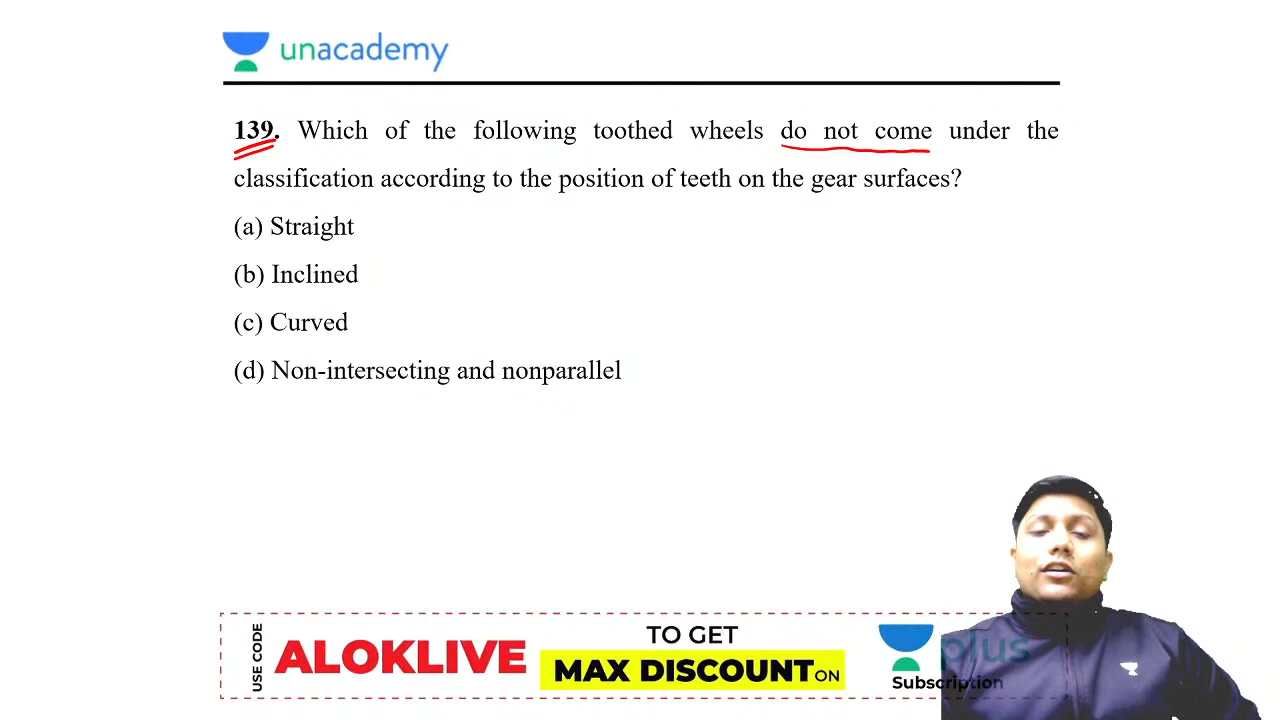 unacademy
139. Which of the following toothed wheels do not come under the
classification according to the position of teeth on the gear surfaces?
(a) Straight
(b) Inclined
(c) Curved
(d) Non-intersecting and nonparallel
USE CODE
ALOKLIVE
TO GET
MAX DISCOUNT ON
plus
Subscription